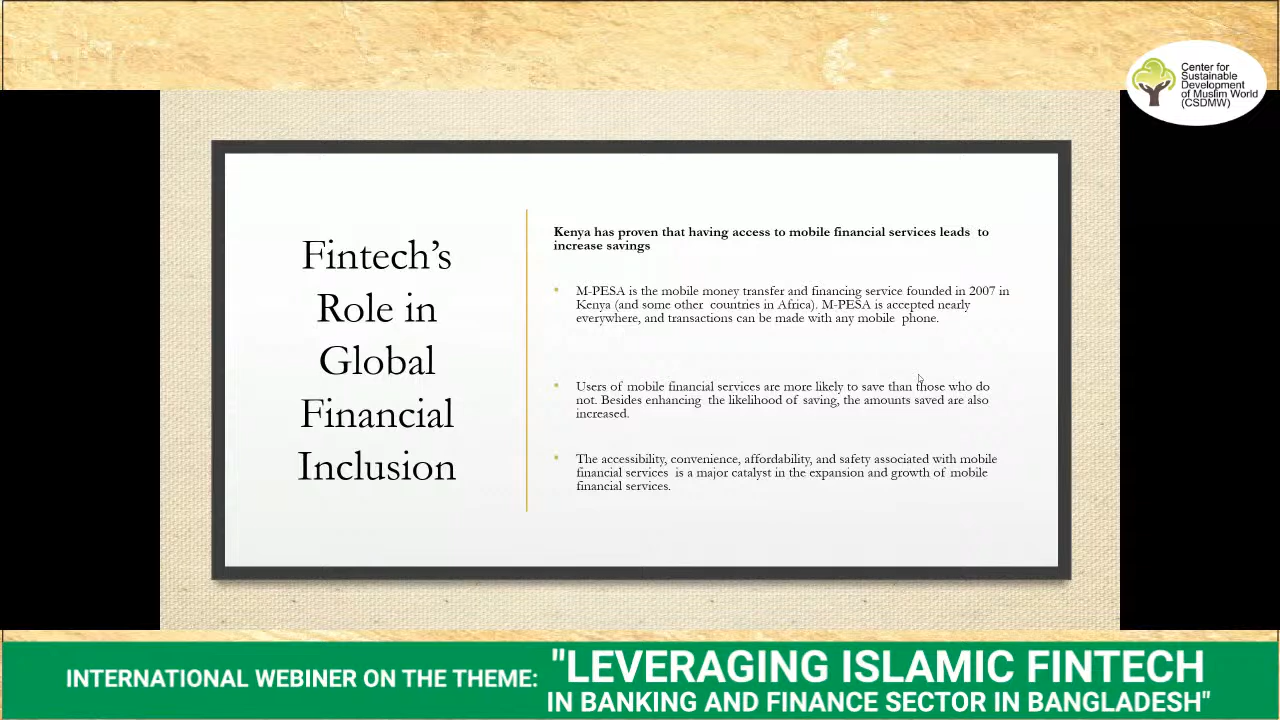 Center for
Sustainable
Development
of Muslim World
(CSDMW)
Fintech’s
Role in
Global
Financial
Inclusion
Kenya has proven that having access to mobile financial services leads to
increase savings
M-PESA is the mobile money transfer and financing service founded in 2007 in
Kenya (and some other countries in Africa). M-PESA is accepted nearly
everywhere, and transactions can be made with any mobile phone.
Users of mobile financial services are more likely to save than those who do
not. Besides enhancing the likelihood of saving, the amounts saved are also
increased.
The accessibility, convenience, affordability, and safety associated with mobile
financial services is a major catalyst in the expansion and growth of mobile
financial services.
INTERNATIONAL WEBINER ON THE THEME:
"LEVERAGING ISLAMIC FINTECH
IN BANKING AND FINANCE SECTOR IN BANGLADESH"